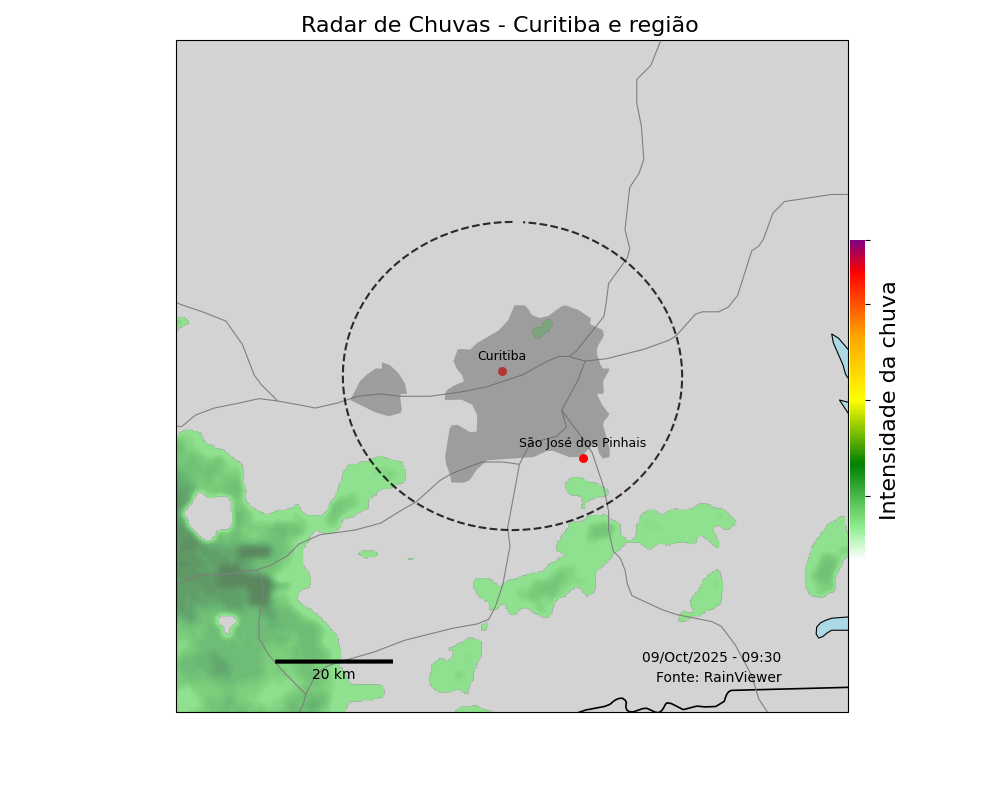 Radar de Chuvas - Curitiba e região
Curitiba
São José dos Pinhais
Intensidade da chuva
09/Oct/2025 - 09:30
Fonte: RainViewer
20 km